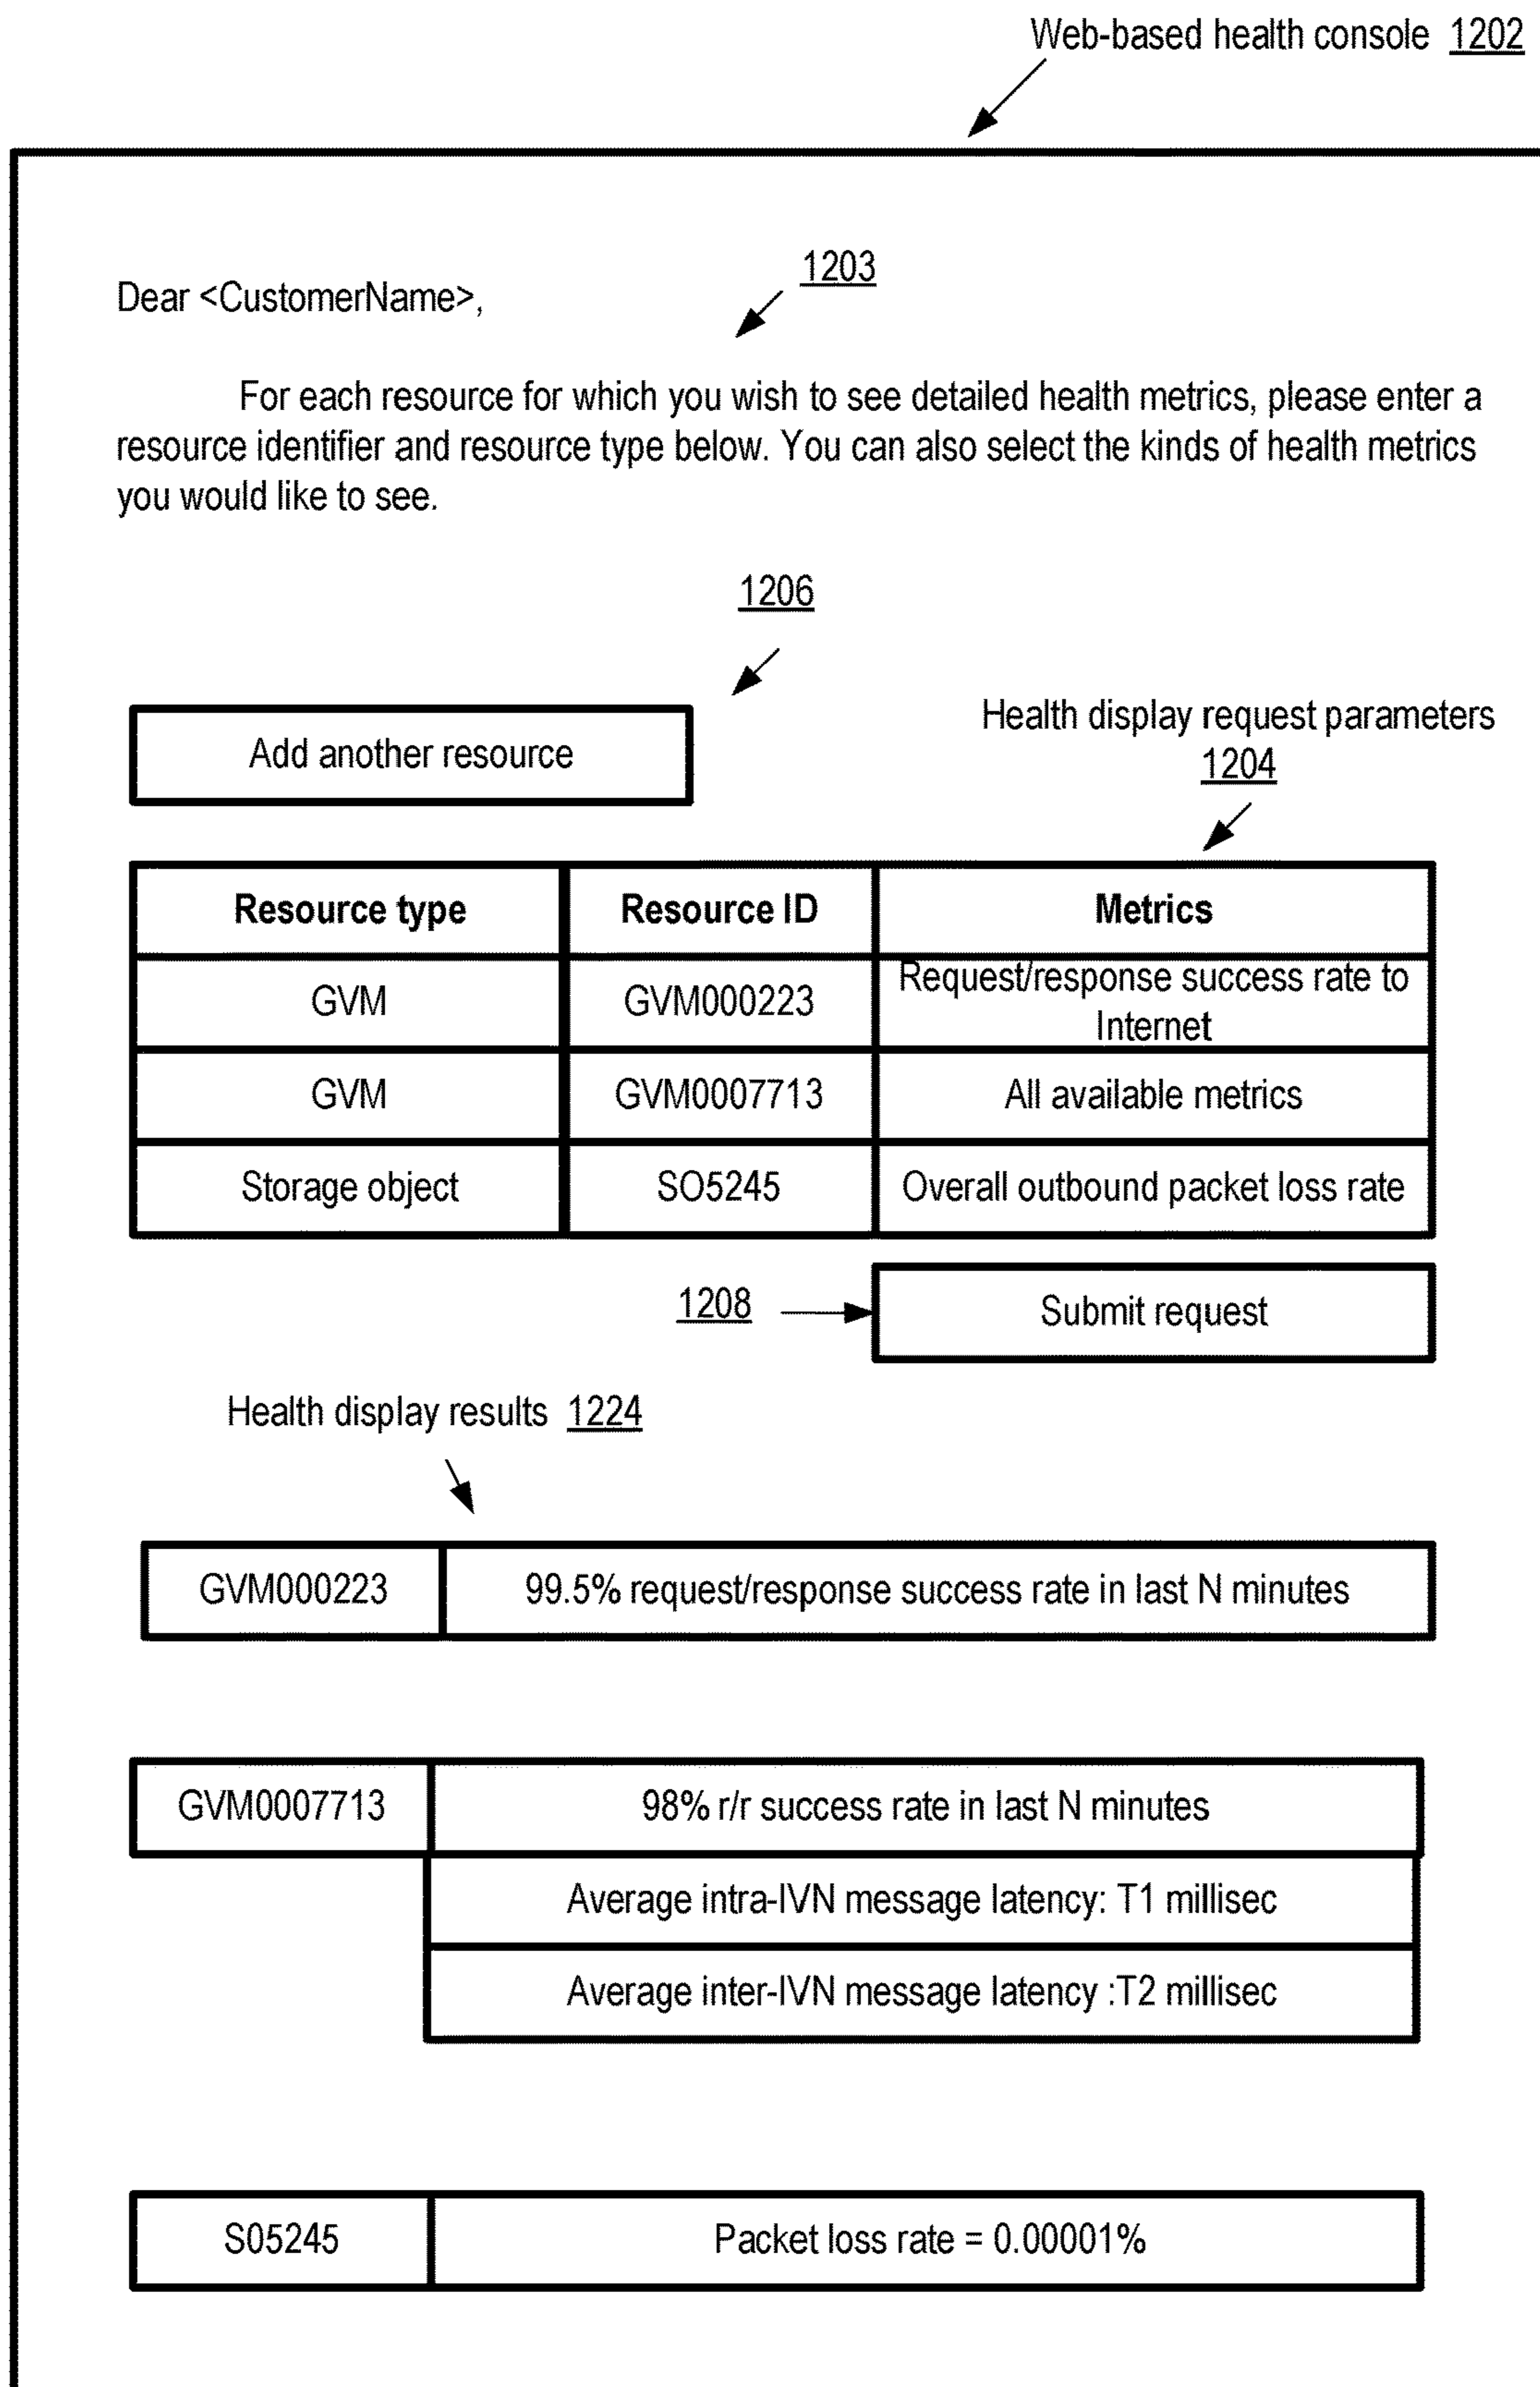 Web-based health console 1202
1203
Dear <CustomerName>,
For each resource for which you wish to see detailed health metrics, please enter a
resource identifier and resource type below. You can also select the kinds of health metrics
you would like to see.
1206
Add another resource
Health display request parameters
1204
Resource type Resource ID Metrics
GVM GVM000223 Request/response success rate to
Internet
GVM GVM0007713 All available metrics
Storage object SO5245 Overall outbound packet loss rate
1208 Submit request
Health display results 1224
GVM000223 99.5% request/response success rate in last N minutes
GVM0007713 98% r/r success rate in last N minutes
Average intra-IVN message latency: T1 millisec
Average inter-IVN message latency :T2 millisec
S05245 Packet loss rate = 0.00001%